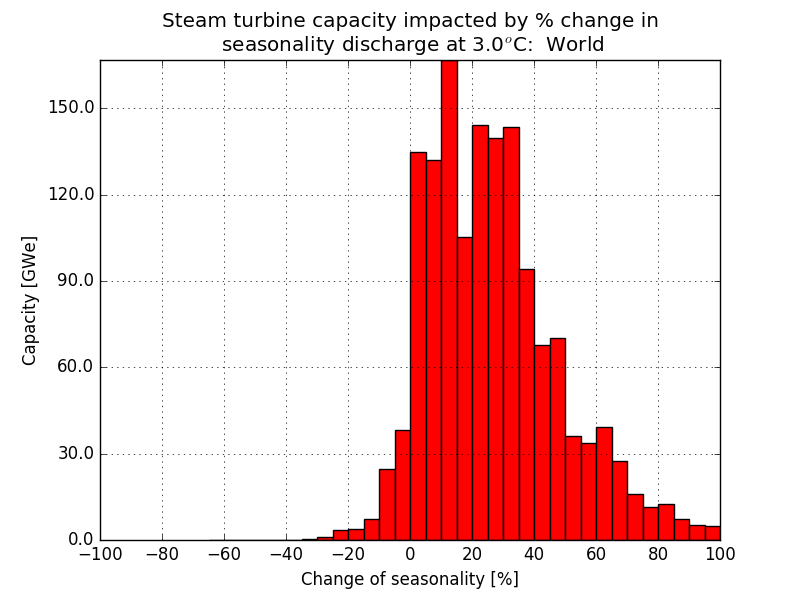 Steam turbine capacity impacted by % change in
seasonality discharge at 3.0°C:  World
150.0
120.0
90.0
60.0
30.0
0.0
Capacity [GWe]
−100 −80 −60 −40 −20 0 20 40 60 80 100
Change of seasonality [%]